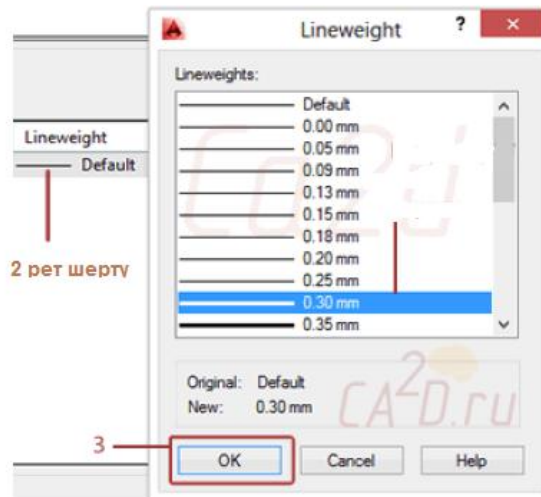 Lineweight
? ×
Lineweights:
Default
0.00 mm
0.05 mm
0.09 mm
0.13 mm
0.15 mm
0.18 mm
0.20 mm
0.25 mm
0.30 mm
0.35 mm
Lineweight
Default
2 рет шерту
Original: Default
New: 0.30 mm
3
OK Cancel Help
Ca2d
CA2D.ru